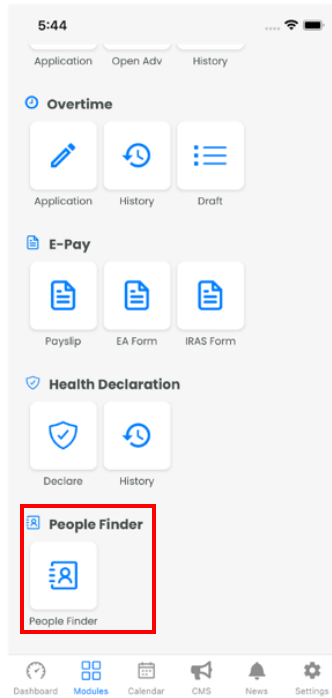 5:44
Application Open Adv History
Overtime
Application History Draft
E-Pay
Payslip EA Form IRAS Form
Health Declaration
Declare History
People Finder
People Finder
Dashboard Modules Calendar CMS News Settings